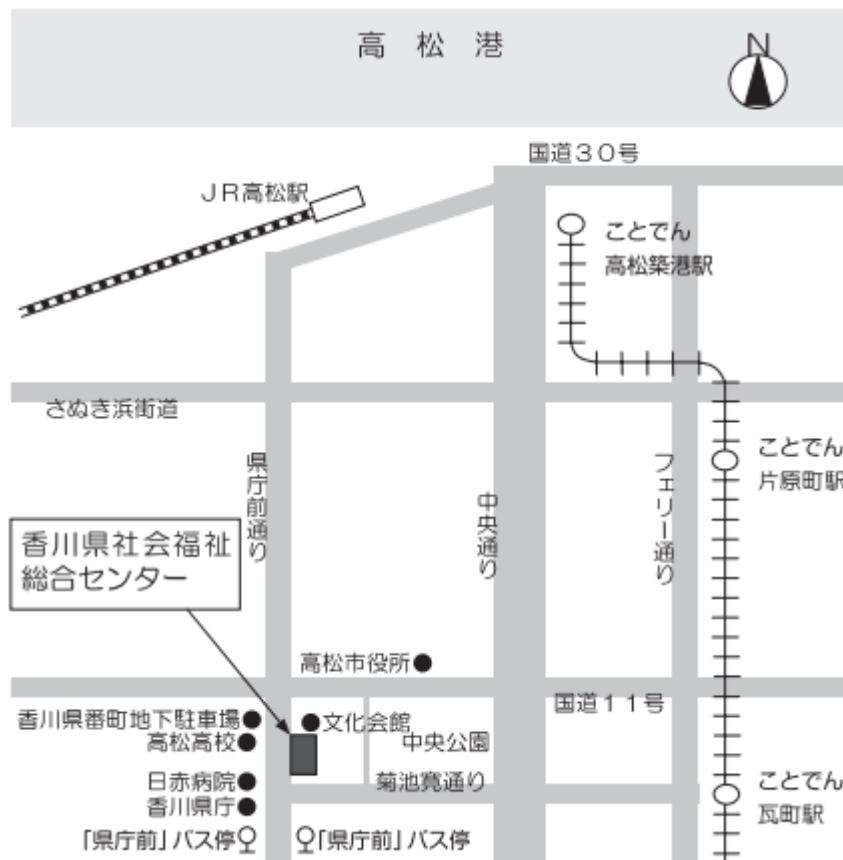 高松港
N
国道30号
JR高松駅
ことでん
高松築港駅
さぬき浜街道
ことでん
片原町駅
県庁前通り
中央通り
フェリー通り
香川県社会福祉
総合センター
高松市役所
国道11号
香川県番町地下駐車場
文化会館
高松高校
中央公園
日赤病院
菊池寛通り
ことでん
瓦町駅
香川県庁
「県庁前」バス停
「県庁前」バス停